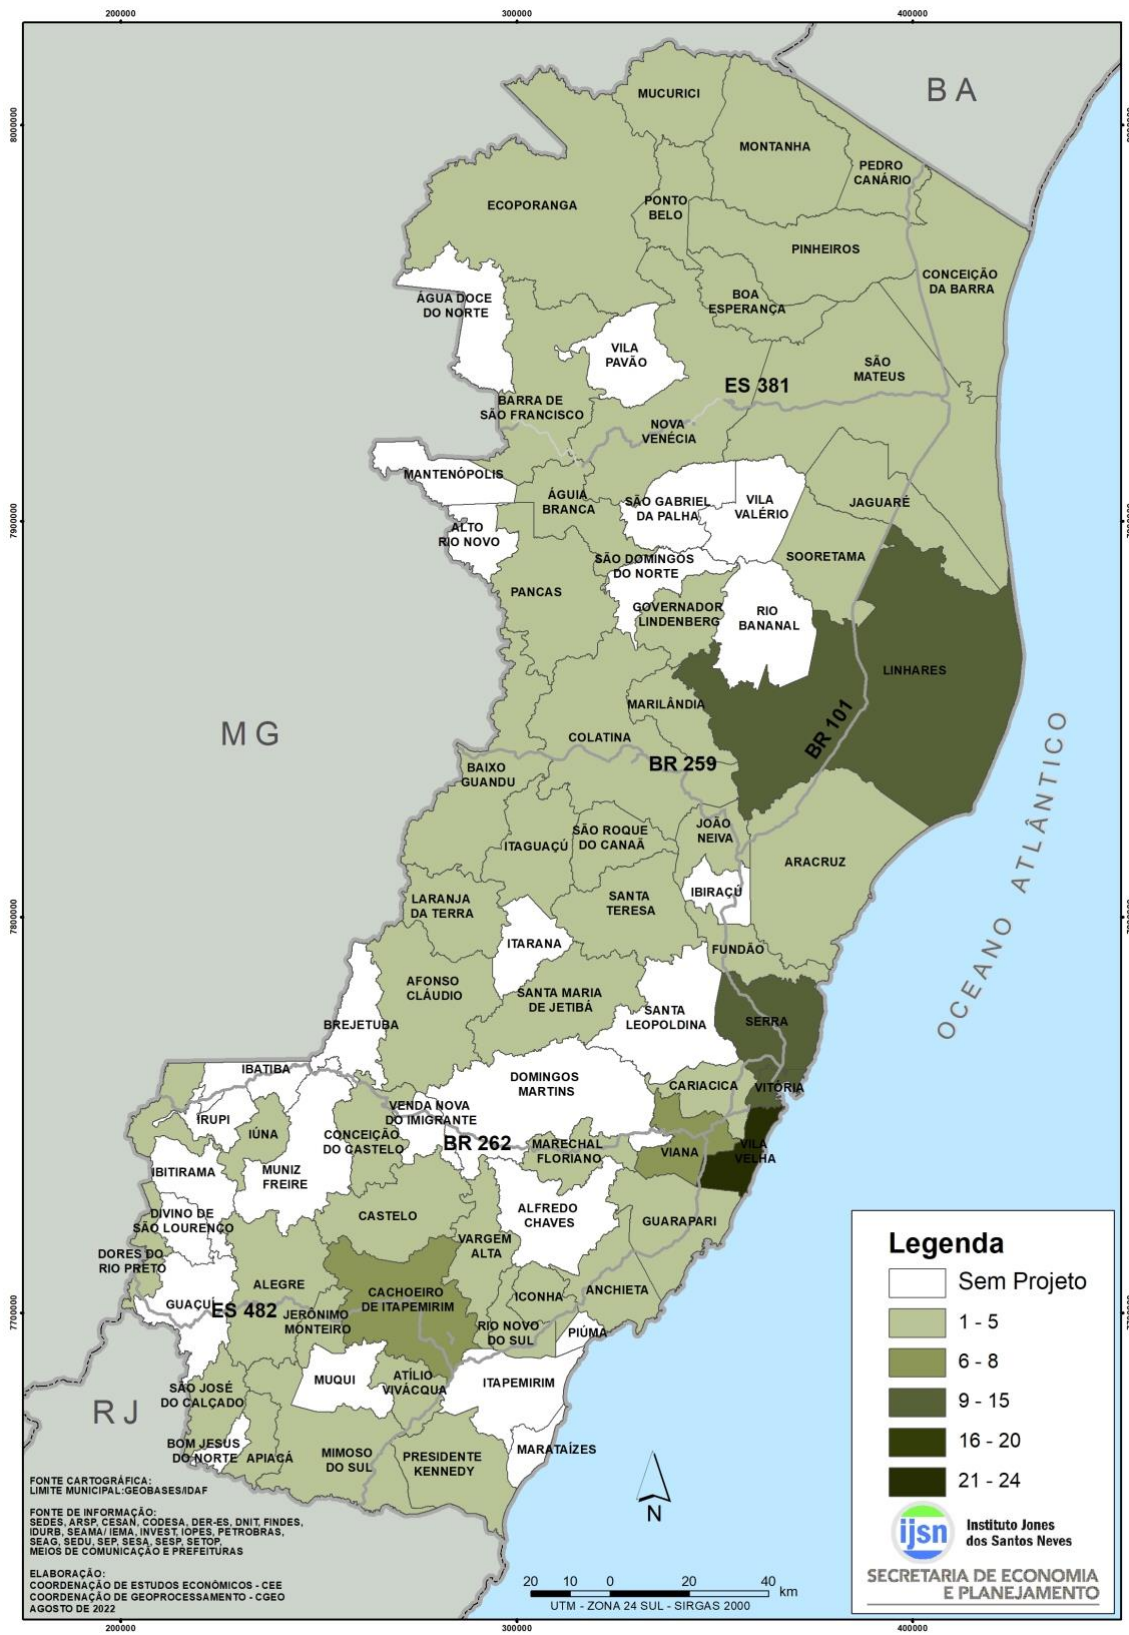 200000
300000
400000
8000000
B A
MUCURICI
MONTANHA
PEDRO
CANÁRIO
ECOPORANGA
PONTO
BELO
PINHEIROS
CONCEIÇÃO
DA BARRA
ÁGUA DOCE
DO NORTE
BOA
ESPERANÇA
VILA
PAVÃO
SÃO
MATEUS
ES 381
BARRA DE
SÃO FRANCISCO
NOVA
VENÉCIA
MANTENÓPOLIS
ÁGUIA
BRANCA
SÃO GABRIEL
DA PALHA
VILA
VALÉRIO
JAGUARÉ
7900000
ALTO
RIO NOVO
SÃO DOMINGOS
DO NORTE
SOORETAMA
PANCAS
GOVERNADOR
LINDENBERG
RIO
BANANAL
LINHARES
MARILÂNDIA
M G
COLATINA
BR 101
BR 259
BAIXO
GUANDU
OCEANO ATLÂNTICO
JOÃO
NEIVA
ITAGUAÇÚ
SÃO ROQUE
DO CANAÃ
ARACRUZ
IBIRAÇÚ
LARANJA
DA TERRA
SANTA
TERESA
7800000
ITARANA
FUNDÃO
AFONSO
CLÁUDIO
SANTA MARIA
DE JETIBÁ
SANTA
LEOPOLDINA
SERRA
BREJETUBA
IBATIBA
DOMINGOS
MARTINS
CARIACICA
VITÓRIA
VENDA NOVA
DO IMIGRANTE
IRUPI
IÚNA
CONCEIÇÃO
DO CASTELO
BR 262
MARECHAL
FLORIANO
VIANA
VILA
VELHA
IBITIRAMA
MUNIZ
FREIRE
DIVINO DE
SÃO LOURENÇO
CASTELO
ALFREDO
CHAVES
GUARAPARI
VARGEM
ALTA
DORES DO
RIO PRETO
ALEGRE
CACHOEIRO
DE ITAPEMIRIM
ICONHA
ANCHIETA
GUAÇUÍ
ES 482
JERÔNIMO
MONTEIRO
7700000
RIO NOVO
DO SUL
PIÚMA
MUQUI
ATÍLIO
VIVÁCQUA
ITAPEMIRIM
SÃO JOSÉ
DO CALÇADO
R J
BOM JESUS
DO NORTE
APIACÁ
MIMOSO
DO SUL
PRESIDENTE
KENNEDY
MARATAÍZES
Legenda
Sem Projeto
1 - 5
6 - 8
9 - 15
16 - 20
21 - 24
ijsn
Instituto Jones
dos Santos Neves
SECRETARIA DE ECONOMIA
E PLANEJAMENTO
N
20 10 0 20 40
km
UTM - ZONA 24 SUL - SIRGAS 2000
FONTE CARTOGRÁFICA:
LIMITE MUNICIPAL:GEOBASES/IDAF
FONTE DE INFORMAÇÃO:
SEDES, ARSP, CESAN, CODESA, DER-ES, DNIT, FINDES,
IDURB, SEAMA/ IEMA, INVEST, IOPES, PETROBRAS,
SEAG, SEDU, SEP, SESA, SESP, SETOP,
MEIOS DE COMUNICAÇÃO E PREFEITURAS
ELABORAÇÃO:
COORDENAÇÃO DE ESTUDOS ECONÔMICOS - CEE
COORDENAÇÃO DE GEOPROCESSAMENTO - CGEO
AGOSTO DE 2022
200000
300000
400000